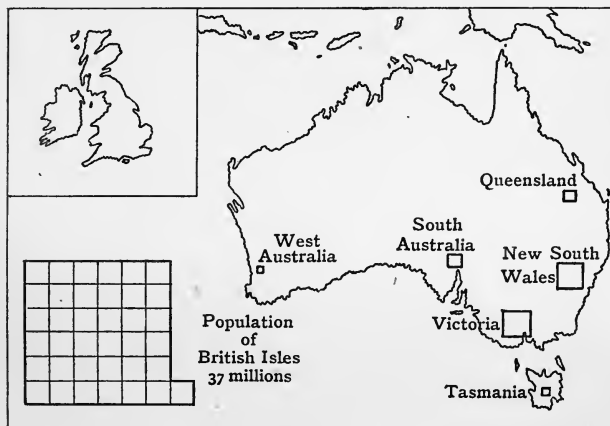 Queensland
South
Australia
West
Australia
New South
Wales
Victoria
Population
of
British Isles
37 millions
Tasmania